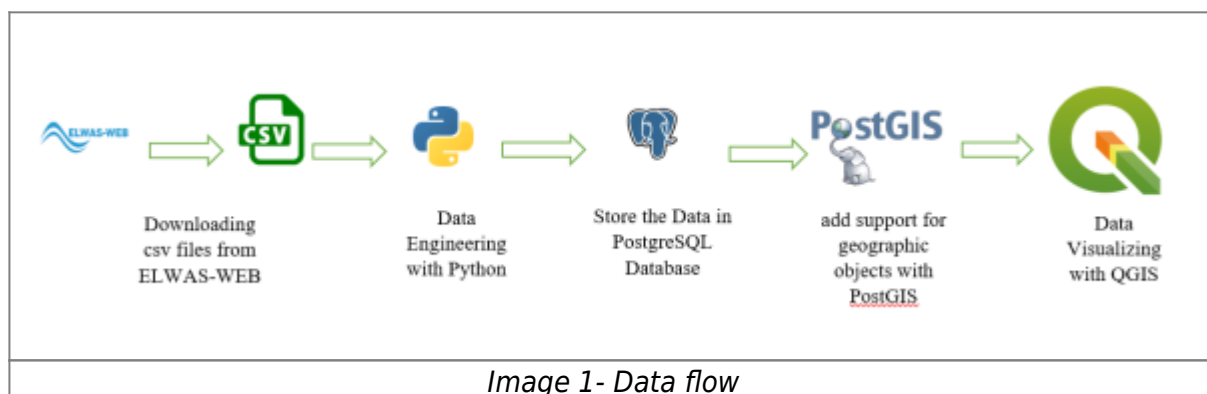 ELWAS-WEB
CSV
PostGIS
Downloading
csv files from
ELWAS-WEB
Data
Engineering
with Python
Store the Data in
PostgreSQL
Database
add support for
geographic
objects with
PostGIS
Data
Visualizing
with QGIS
Image 1- Data flow